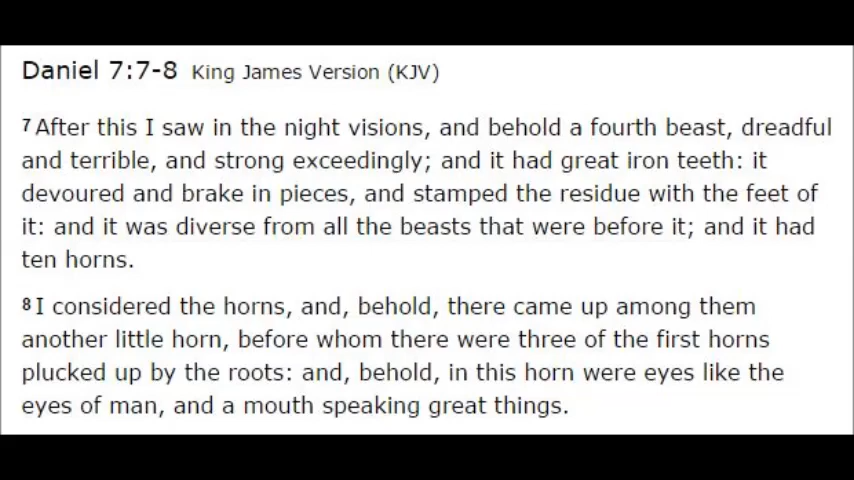 Daniel 7:7-8 King James Version (KJV)
7 After this I saw in the night visions, and behold a fourth beast, dreadful
and terrible, and strong exceedingly; and it had great iron teeth: it
devoured and brake in pieces, and stamped the residue with the feet of
it: and it was diverse from all the beasts that were before it; and it had
ten horns.
8 I considered the horns, and, behold, there came up among them
another little horn, before whom there were three of the first horns
plucked up by the roots: and, behold, in this horn were eyes like the
eyes of man, and a mouth speaking great things.